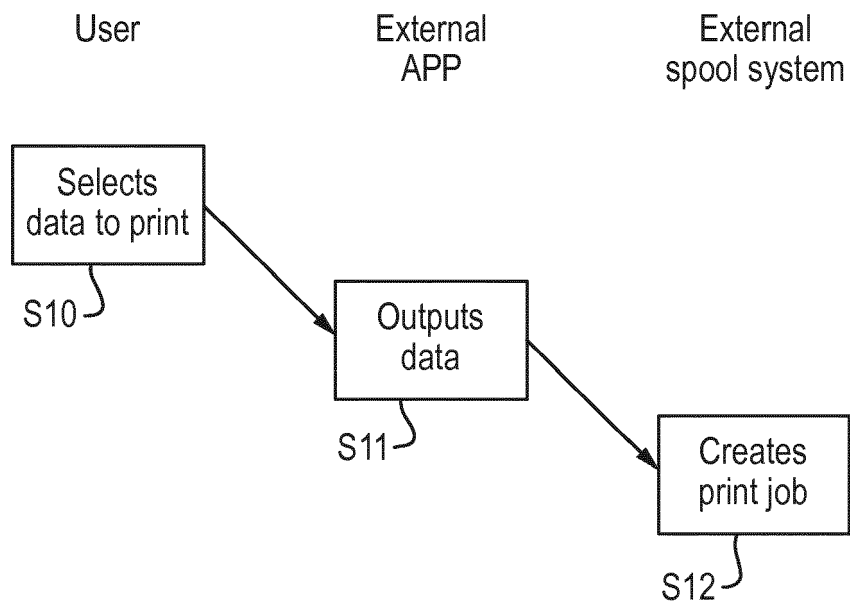 User
External
APP
External
spool system
Selects
data to print
S10
Outputs
data
S11
Creates
print job
S12